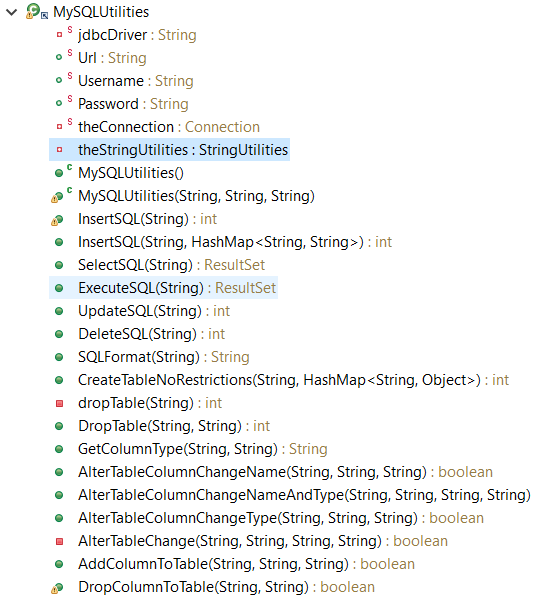 MySQLUtilities
S jdbcDriver : String
S Url : String
S Username : String
S Password : String
S theConnection : Connection
theStringUtilities : StringUtilities
C MySQLUtilities()
C MySQLUtilities(String, String, String)
InsertSQL(String) : int
InsertSQL(String, HashMap<String, String>) : int
SelectSQL(String) : ResultSet
ExecuteSQL(String) : ResultSet
UpdateSQL(String) : int
DeleteSQL(String) : int
SQLFormat(String) : String
CreateTableNoRestrictions(String, HashMap<String, Object>) : int
dropTable(String) : int
DropTable(String, String) : int
GetColumnType(String, String) : String
AlterTableColumnChangeName(String, String, String) : boolean
AlterTableColumnChangeNameAndType(String, String, String, String)
AlterTableColumnChangeType(String, String, String) : boolean
AlterTableChange(String, String, String, String) : boolean
AddColumnToTable(String, String, String) : boolean
DropColumnToTable(String, String) : boolean